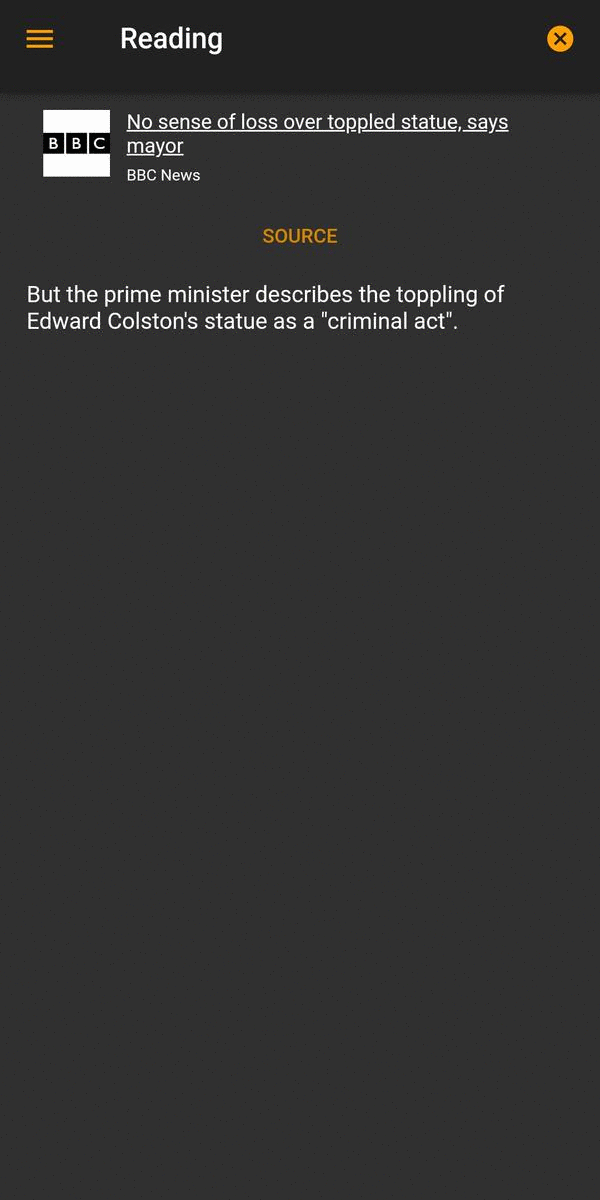 Reading
BBC
No sense of loss over toppled statue, says
mayor
BBC News
SOURCE
But the prime minister describes the toppling of
Edward Colston's statue as a "criminal act".